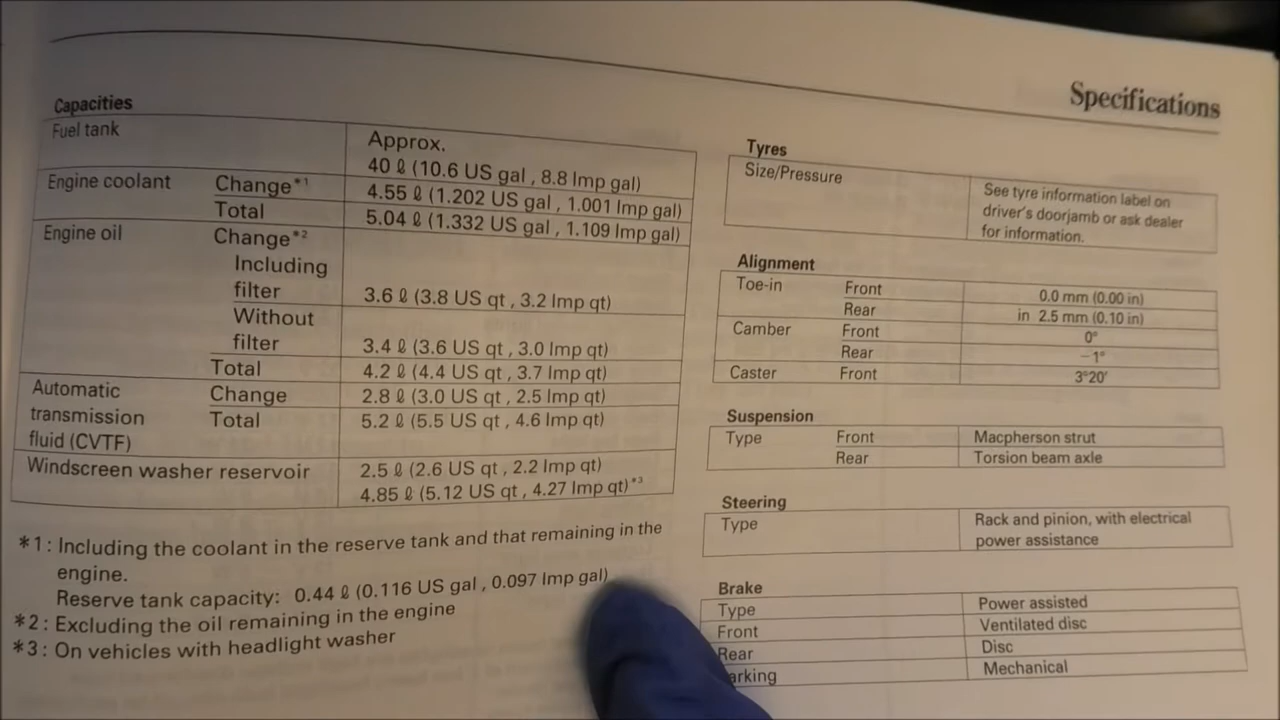 Specifications
Capacities
Fuel tank Approx.
40 ℓ (10.6 US gal , 8.8 Imp gal)
Engine coolant Change*1 4.55 ℓ (1.202 US gal , 1.001 Imp gal)
Total 5.04 ℓ (1.332 US gal , 1.109 Imp gal)
Engine oil Change*2
Including
filter 3.6 ℓ (3.8 US qt , 3.2 Imp qt)
Without
filter 3.4 ℓ (3.6 US qt , 3.0 Imp qt)
Total 4.2 ℓ (4.4 US qt , 3.7 Imp qt)
Automatic Change 2.8 ℓ (3.0 US qt , 2.5 Imp qt)
transmission Total 5.2 ℓ (5.5 US qt , 4.6 Imp qt)
fluid (CVTF)
Windscreen washer reservoir 2.5 ℓ (2.6 US qt , 2.2 Imp qt)
4.85 ℓ (5.12 US qt , 4.27 Imp qt)*3
*1: Including the coolant in the reserve tank and that remaining in the
engine.
Reserve tank capacity: 0.44 ℓ (0.116 US gal , 0.097 Imp gal)
*2: Excluding the oil remaining in the engine
*3: On vehicles with headlight washer
Tyres
Size/Pressure See tyre information label on
driver's doorjamb or ask dealer
for information.
Alignment
Toe-in Front 0.0 mm (0.00 in)
Rear in 2.5 mm (0.10 in)
Camber Front 0°
Rear −1°
Caster Front 3°20'
Suspension
Type Front Macpherson strut
Rear Torsion beam axle
Steering
Type Rack and pinion, with electrical
power assistance
Brake
Type Power assisted
Front Ventilated disc
Rear Disc
arking Mechanical